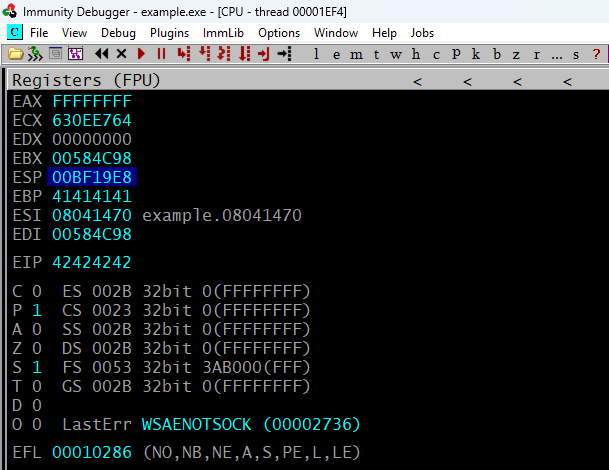 Immunity Debugger - example.exe - [CPU - thread 00001EF4]
C File View Debug Plugins ImmLib Options Window Help Jobs
l e m t w h c p k b z r ... s ?
Registers (FPU) < < < <
EAX FFFFFFFF
ECX 630EE764
EDX 00000000
EBX 00584C98
ESP 00BF19E8
EBP 41414141
ESI 08041470 example.08041470
EDI 00584C98
EIP 42424242
C 0 ES 002B 32bit 0(FFFFFFFF)
P 1 CS 0023 32bit 0(FFFFFFFF)
A 0 SS 002B 32bit 0(FFFFFFFF)
Z 0 DS 002B 32bit 0(FFFFFFFF)
S 1 FS 0053 32bit 3AB000(FFF)
T 0 GS 002B 32bit 0(FFFFFFFF)
D 0
O 0 LastErr WSAENOTSOCK (00002736)
EFL 00010286 (NO,NB,NE,A,S,PE,L,LE)